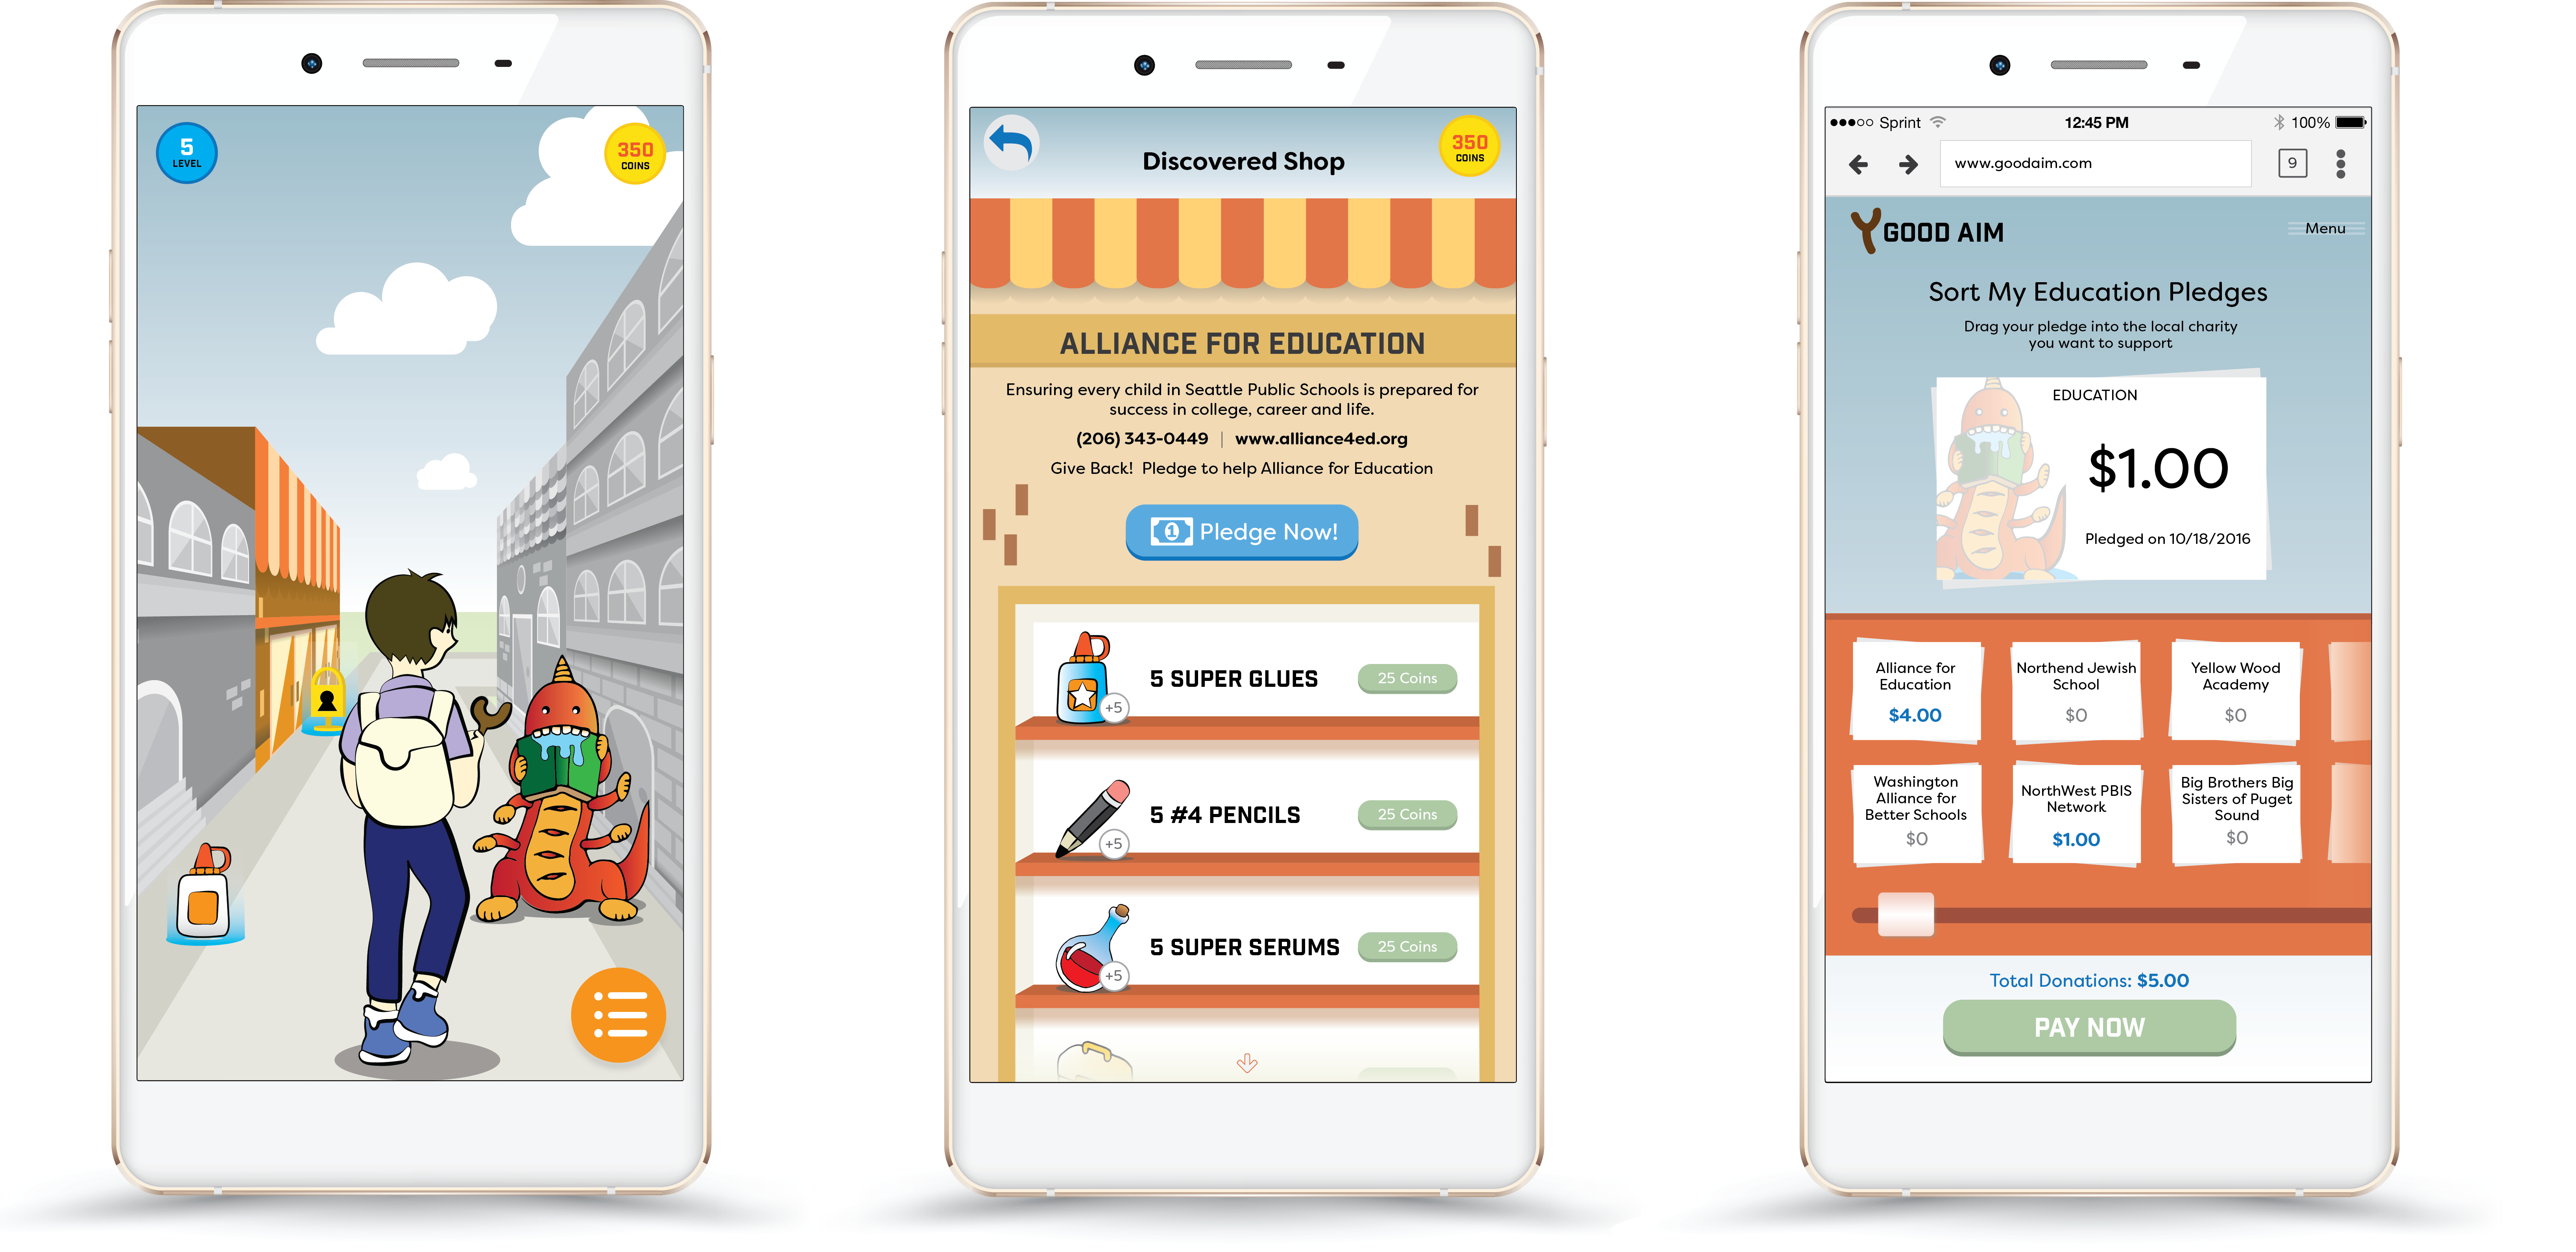 5
LEVEL
350
COINS
Discovered Shop
350
COINS
ALLIANCE FOR EDUCATION
Ensuring every child in Seattle Public Schools is prepared for
success in college, career and life.
(206) 343-0449 | www.alliance4ed.org
Give Back! Pledge to help Alliance for Education
1 Pledge Now!
5 SUPER GLUES
25 Coins
+5
5 #4 PENCILS
25 Coins
+5
5 SUPER SERUMS
25 Coins
+5
Sprint
12:45 PM
100%
www.goodaim.com
9
GOOD AIM
Menu
Sort My Education Pledges
Drag your pledge into the local charity
you want to support
EDUCATION
$1.00
Pledged on 10/18/2016
Alliance for
Education
$4.00
Northend Jewish
School
$0
Yellow Wood
Academy
$0
Washington
Alliance for
Better Schools
$0
NorthWest PBIS
Network
$1.00
Big Brothers Big
Sisters of Puget
Sound
$0
Total Donations: $5.00
PAY NOW